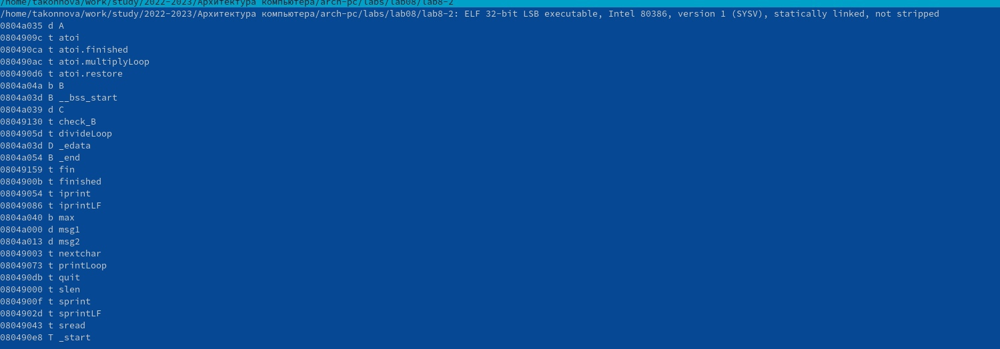 /home/takonnova/work/study/2022-2023/Архитектура компьютера/arch-pc/labs/lab08/lab8-2
/home/takonnova/work/study/2022-2023/Архитектура компьютера/arch-pc/labs/lab08/lab8-2: ELF 32-bit LSB executable, Intel 80386, version 1 (SYSV), statically linked, not stripped
0804a035 d A
0804909c t atoi
080490ca t atoi.finished
080490ac t atoi.multiplyLoop
080490d6 t atoi.restore
0804a04a b B
0804a03d B __bss_start
0804a039 d C
08049130 t check_B
0804905d t divideLoop
0804a03d D _edata
0804a054 B _end
08049159 t fin
0804900b t finished
08049054 t iprint
08049086 t iprintLF
0804a040 b max
0804a000 d msg1
0804a013 d msg2
08049003 t nextchar
08049073 t printLoop
080490db t quit
08049000 t slen
0804900f t sprint
0804902d t sprintLF
08049043 t sread
080490e8 T _start